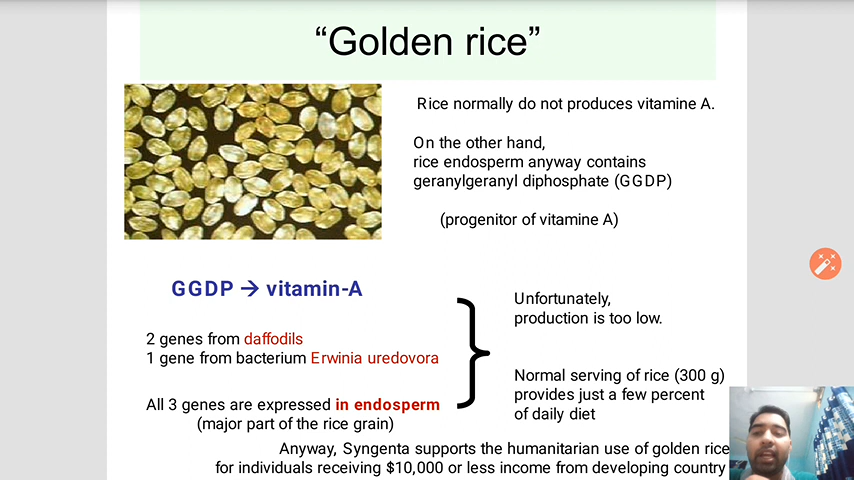 “Golden rice”
Rice normally do not produces vitamine A.
On the other hand,
rice endosperm anyway contains
geranylgeranyl diphosphate (GGDP)
(progenitor of vitamine A)
GGDP → vitamin-A
2 genes from daffodils
1 gene from bacterium Erwinia uredovora
All 3 genes are expressed in endosperm
(major part of the rice grain)
Unfortunately,
production is too low.
Normal serving of rice (300 g)
provides just a few percent
of daily diet
Anyway, Syngenta supports the humanitarian use of golden rice
for individuals receiving $10,000 or less income from developing country